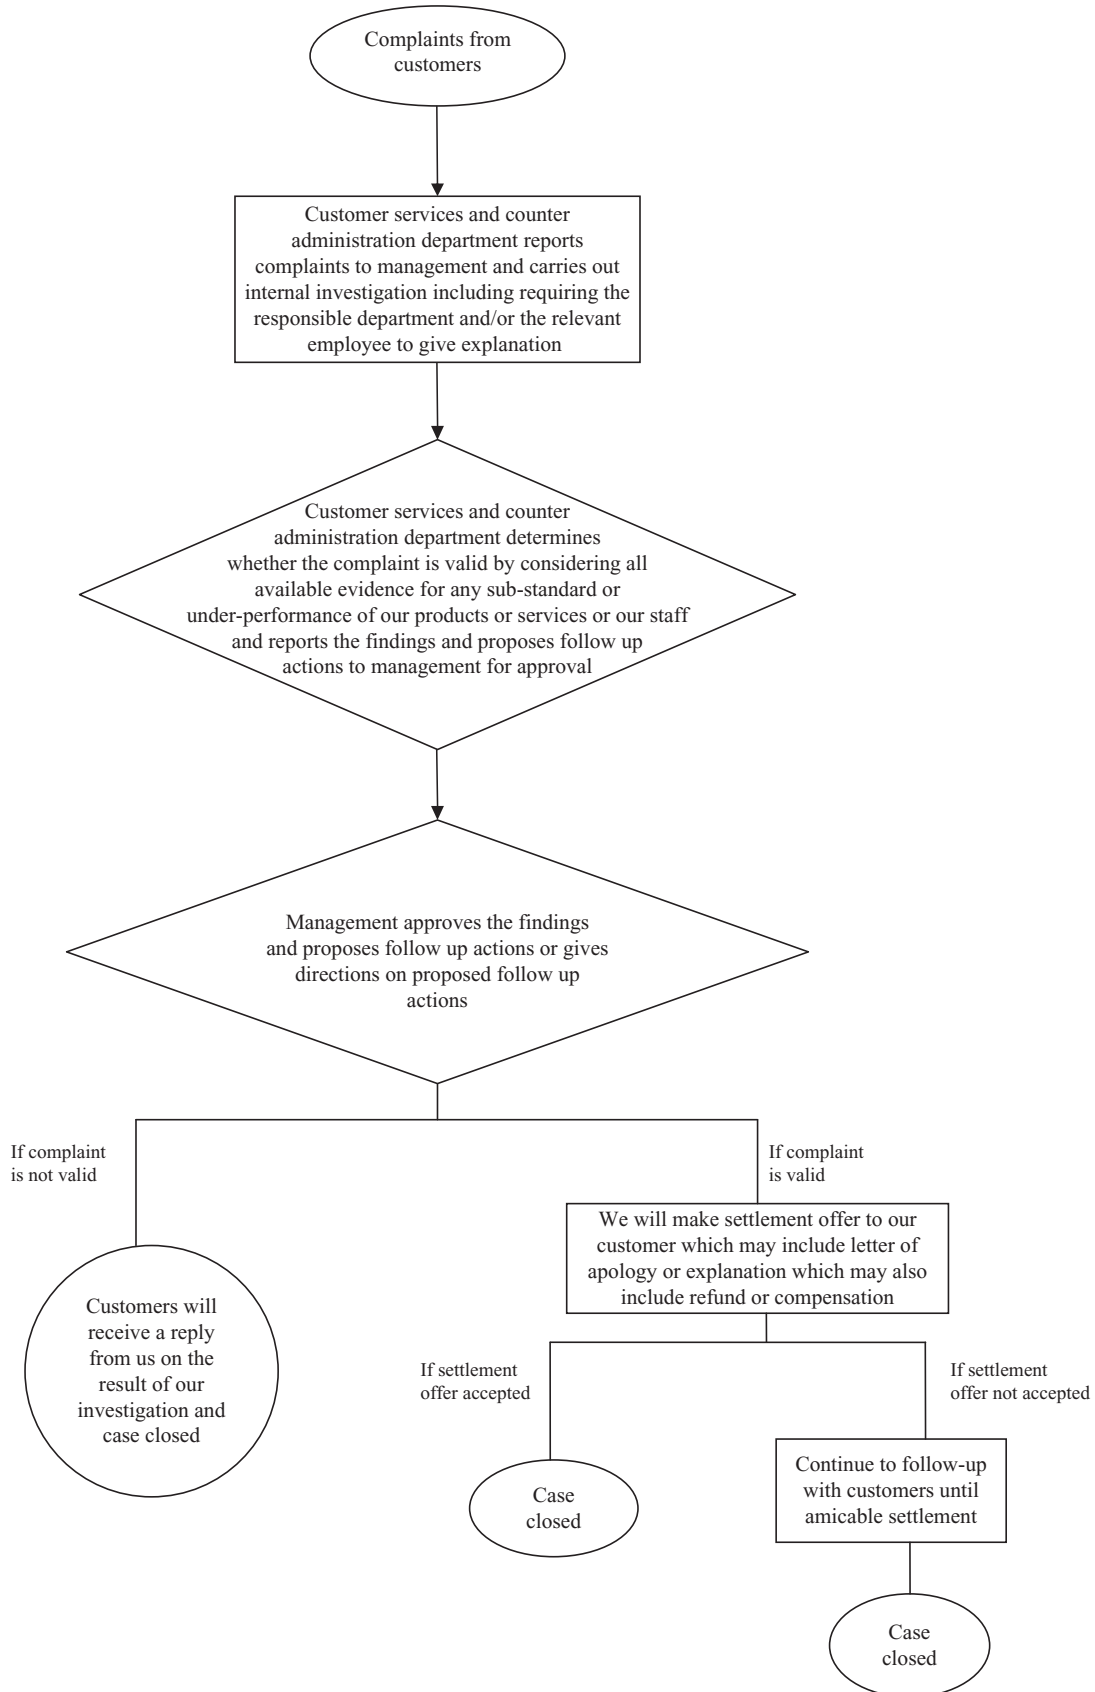 Complaints from
customers
Customer services and counter
administration department reports
complaints to management and carries out
internal investigation including requiring the
responsible department and/or the relevant
employee to give explanation
Customer services and counter
administration department determines
whether the complaint is valid by considering all
available evidence for any sub-standard or
under-performance of our products or services or our staff
and reports the findings and proposes follow up
actions to management for approval
Management approves the findings
and proposes follow up actions or gives
directions on proposed follow up
actions
If complaint
is not valid
If complaint
is valid
We will make settlement offer to our
customer which may include letter of
apology or explanation which may also
include refund or compensation
Customers will
receive a reply
from us on the
result of our
investigation and
case closed
If settlement
offer accepted
If settlement
offer not accepted
Case
closed
Continue to follow-up
with customers until
amicable settlement
Case
closed